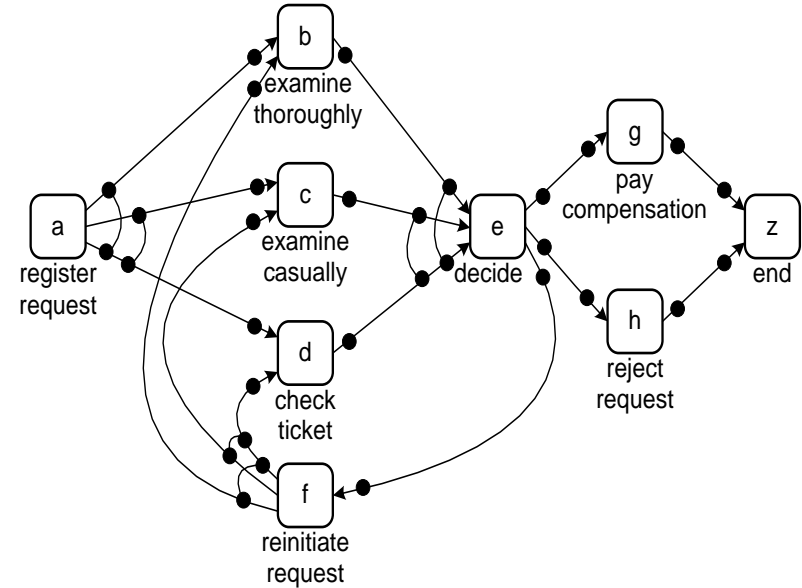 b
examine
thoroughly
g
pay
compensation
a
register
request
c
examine
casually
e
decide
z
end
d
check
ticket
h
reject
request
f
reinitiate
request